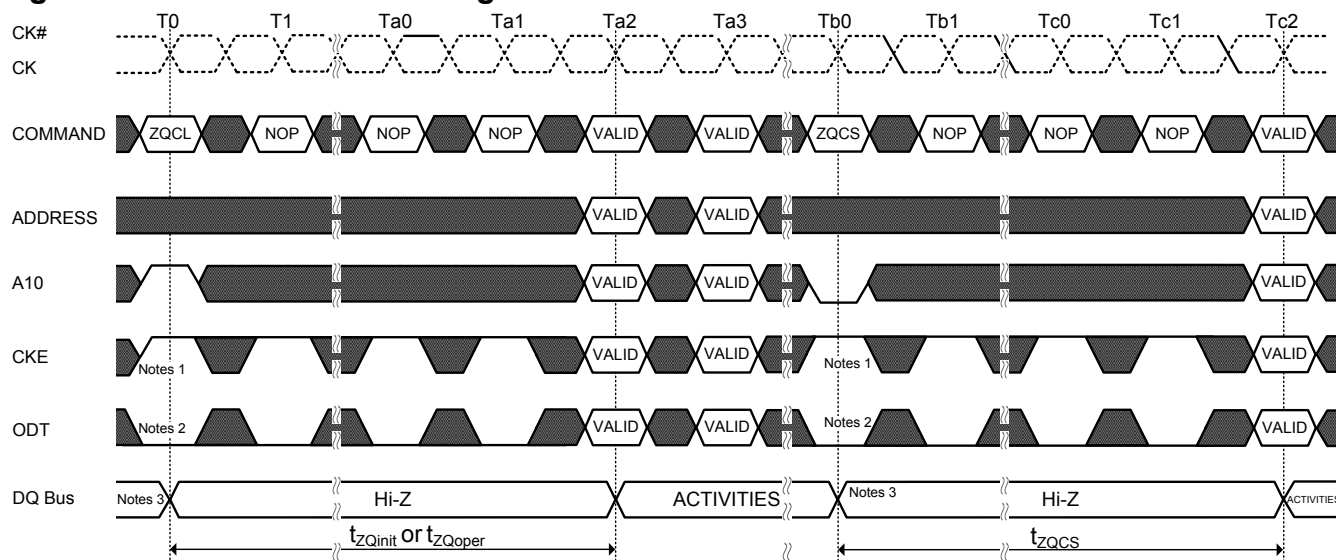 T0 T1 Ta0 Ta1 Ta2 Ta3 Tb0 Tb1 Tc0 Tc1 Tc2
CK#
CK
COMMAND ZQCL NOP NOP NOP VALID VALID ZQCS NOP NOP NOP VALID
ADDRESS VALID VALID VALID
A10 VALID VALID VALID
CKE Notes 1 VALID VALID Notes 1 VALID
ODT Notes 2 VALID VALID Notes 2 VALID
DQ Bus Notes 3 Hi-Z ACTIVITIES Notes 3 Hi-Z ACTIVITIES
tZQinit or tZQoper tZQCS